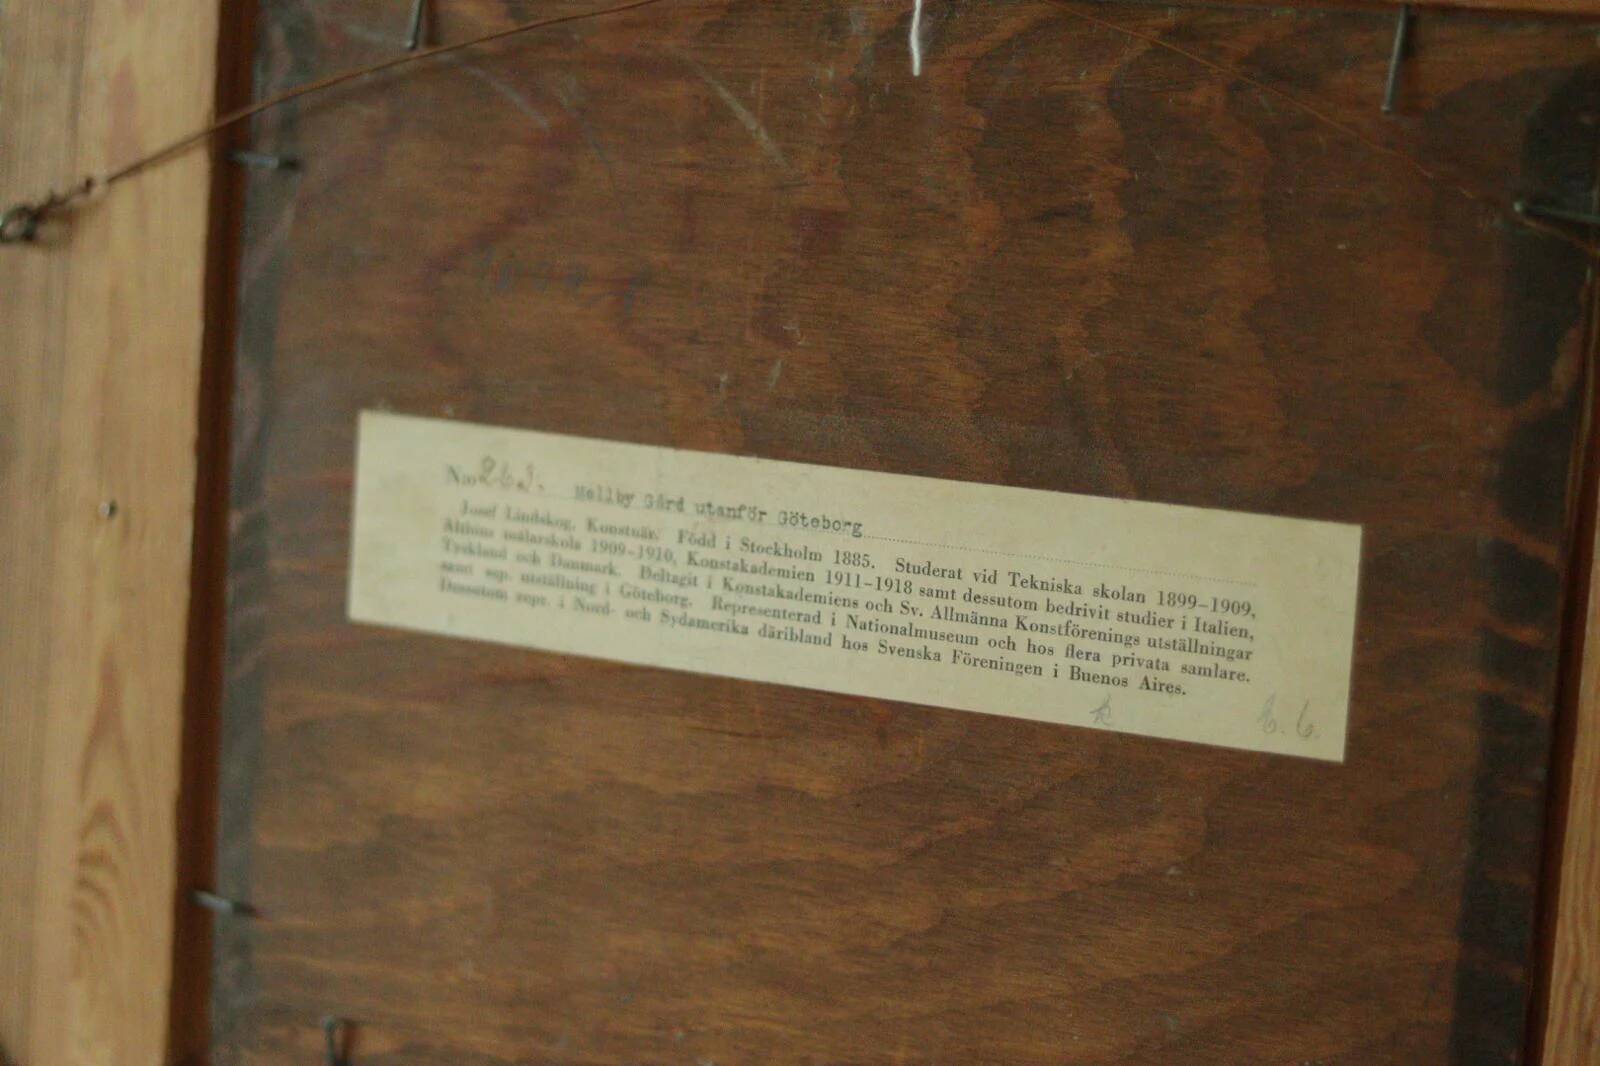 N:o 263. Mellby Gård utanför Göteborg
Josef Lindskog, Konstnär. Född i Stockholm 1885. Studerat vid Tekniska skolan 1899-1909,
Althins målarskola 1909-1910, Konstakademien 1911-1918 samt dessutom bedrivit studier i Italien,
Tyskland och Danmark. Deltagit i Konstakademiens och Sv. Allmänna Konstförenings utställningar
samt sep. utställning i Göteborg. Representerad i Nationalmuseum och hos flera privata samlare.
Dessutom repr. i Nord- och Sydamerika däribland hos Svenska Föreningen i Buenos Aires.